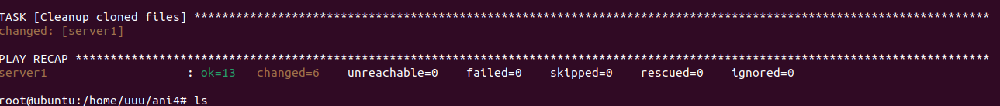 TASK [Cleanup cloned files] ******************************************************************************************************************
changed: [server1]
PLAY RECAP ***********************************************************************************************************************************
server1                    : ok=13   changed=6    unreachable=0    failed=0    skipped=0    rescued=0    ignored=0
root@ubuntu:/home/uuu/ani4# ls